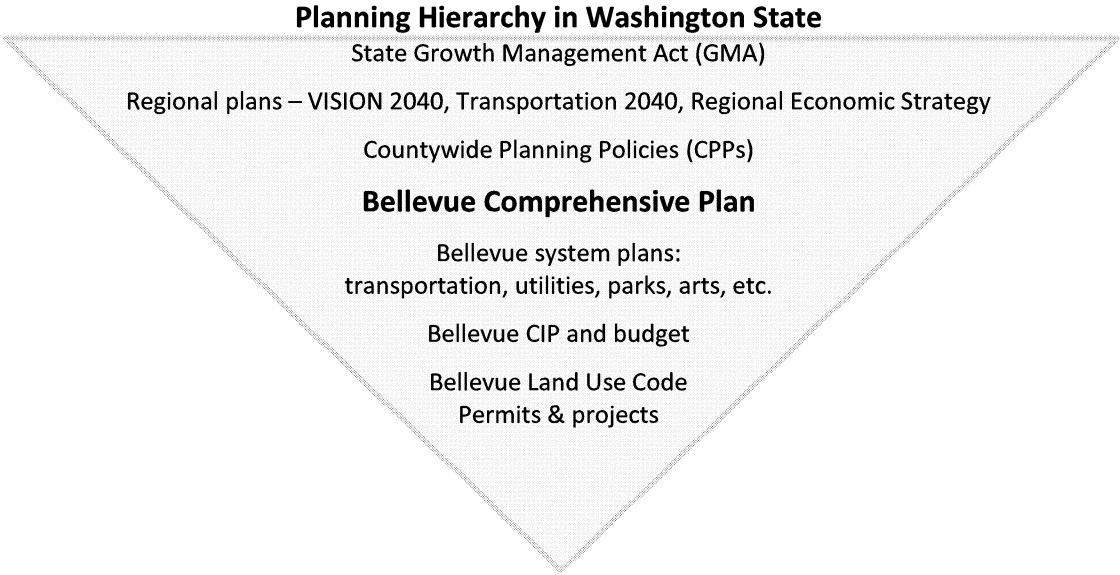 Planning Hierarchy in Washington State
State Growth Management Act (GMA)
Regional plans – VISION 2040, Transportation 2040, Regional Economic Strategy
Countywide Planning Policies (CPPs)
Bellevue Comprehensive Plan
Bellevue system plans:
transportation, utilities, parks, arts, etc.
Bellevue CIP and budget
Bellevue Land Use Code
Permits & projects